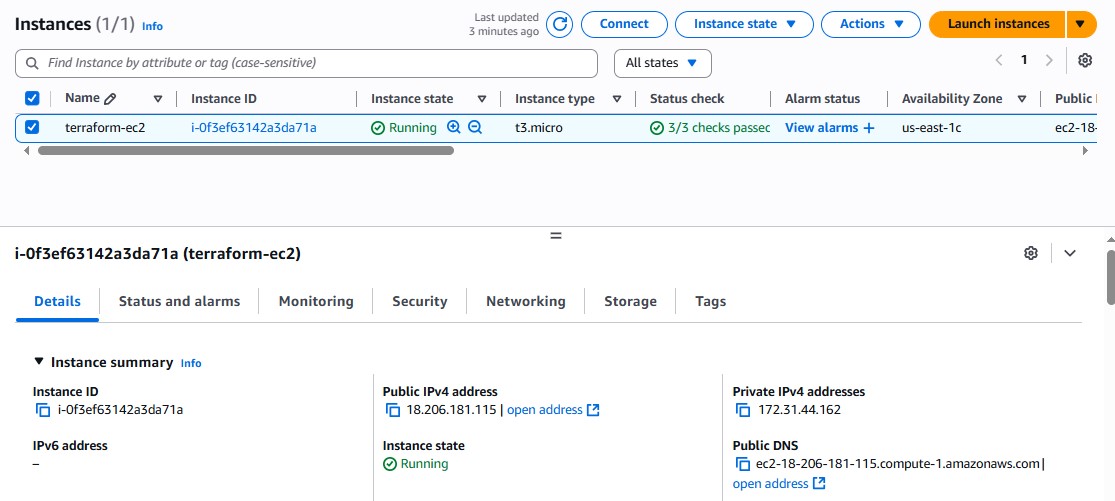 Instances (1/1) Info
Last updated
3 minutes ago
Connect
Instance state
Actions
Launch instances
Find Instance by attribute or tag (case-sensitive)
All states
1
Name Instance ID Instance state Instance type Status check Alarm status Availability Zone Public I
terraform-ec2 i-0f3ef63142a3da71a Running t3.micro 3/3 checks passec View alarms + us-east-1c ec2-18-
i-0f3ef63142a3da71a (terraform-ec2)
Details Status and alarms Monitoring Security Networking Storage Tags
Instance summary Info
Instance ID
i-0f3ef63142a3da71a
Public IPv4 address
18.206.181.115 | open address
Private IPv4 addresses
172.31.44.162
IPv6 address
–
Instance state
Running
Public DNS
ec2-18-206-181-115.compute-1.amazonaws.com |
open address